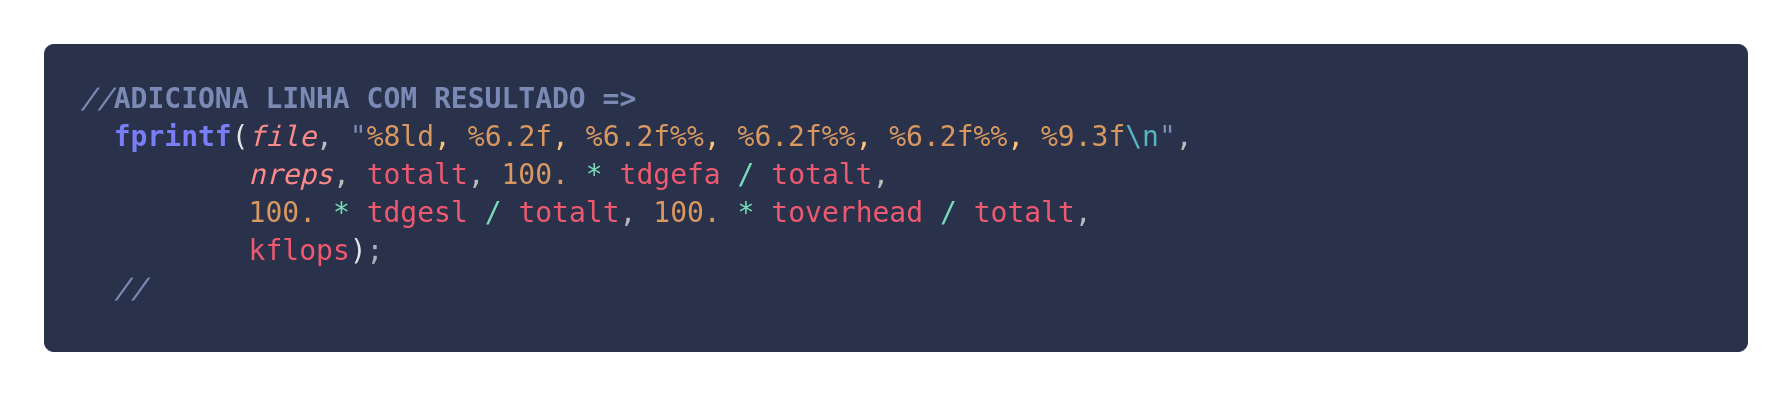 //ADICIONA LINHA COM RESULTADO =>
fprintf(file, "%8ld, %6.2f, %6.2f%%, %6.2f%%, %6.2f%%, %9.3f\n",
nreps, totalt, 100. * tdgefa / totalt,
100. * tdgesl / totalt, 100. * toverhead / totalt,
kflops);
//